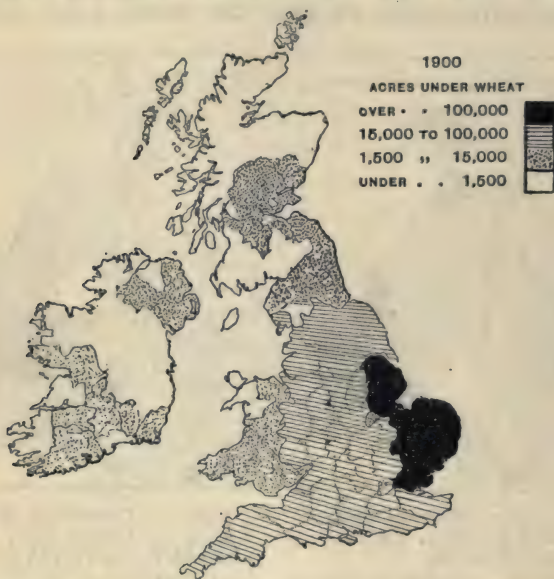 1900
ACRES UNDER WHEAT
OVER · · 100,000
15,000 TO 100,000
1,500 „ 15,000
UNDER . . 1,500